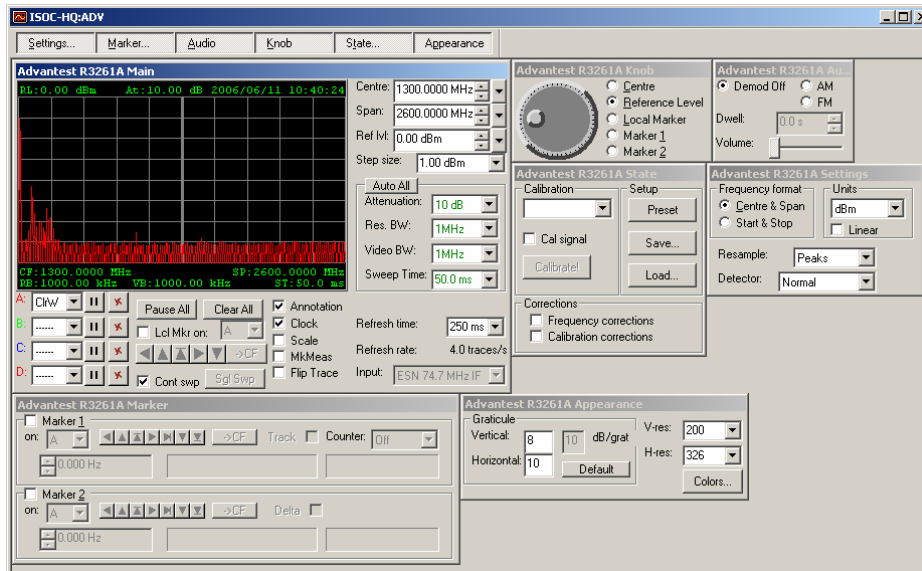 ISOC-HQ:ADV
Settings... Marker... Audio Knob State... Appearance
Advantest R3261A Main
RL:0.00 dBm At:10.00 dB 2006/06/11 10:40:24
CF:1300.0000 MHz SP:2600.0000 MHz
RB:1000.00 kHz VB:1000.00 kHz ST:50.0 ms
Centre: 1300.0000 MHz
Span: 2600.0000 MHz
Ref lvl: 0.00 dBm
Step size: 1.00 dBm
Auto All
Attenuation: 10 dB
Res. BW: 1MHz
Video BW: 1MHz
Sweep Time: 50.0 ms
A: ClrW
B: ------
C: ------
D: ------
Pause All Clear All
Lcl Mkr on: A
->CF
Cont swp Sgl Swp
Annotation
Clock
Scale
MkMeas
Flip Trace
Refresh time: 250 ms
Refresh rate: 4.0 traces/s
Input: ESN 74.7 MHz IF
Advantest R3261A Knob
Centre
Reference Level
Local Marker
Marker 1
Marker 2
Advantest R3261A Au...
Demod Off AM
FM
Dwell: 0.0 s
Volume:
Advantest R3261A State
Calibration
Cal signal
Calibrate!
Setup
Preset
Save...
Load...
Corrections
Frequency corrections
Calibration corrections
Advantest R3261A Settings
Frequency format
Centre & Span
Start & Stop
Units
dBm
Linear
Resample: Peaks
Detector: Normal
Advantest R3261A Marker
Marker 1
on: A ->CF Track Counter: Off
0.000 Hz
Marker 2
on: A ->CF Delta
0.000 Hz
Advantest R3261A Appearance
Graticule
Vertical: 8 10 dB/grat
Horizontal: 10 Default
V-res: 200
H-res: 326
Colors...